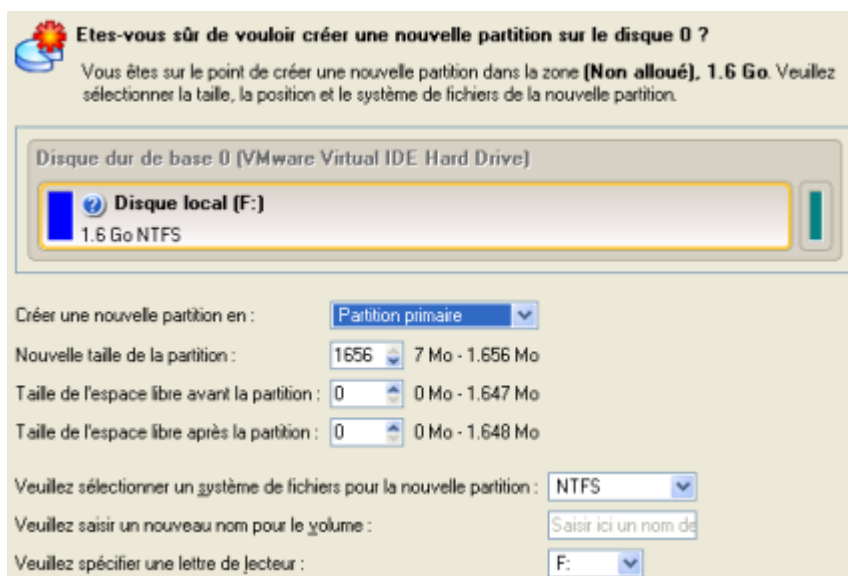 Etes-vous sûr de vouloir créer une nouvelle partition sur le disque 0 ?
Vous êtes sur le point de créer une nouvelle partition dans la zone (Non alloué), 1.6 Go. Veuillez
sélectionner la taille, la position et le système de fichiers de la nouvelle partition.
Disque dur de base 0 (VMware Virtual IDE Hard Drive)
Disque local (F:)
1.6 Go NTFS
Créer une nouvelle partition en : Partition primaire
Nouvelle taille de la partition : 1656 7 Mo - 1.656 Mo
Taille de l'espace libre avant la partition : 0 0 Mo - 1.647 Mo
Taille de l'espace libre après la partition : 0 0 Mo - 1.648 Mo
Veuillez sélectionner un système de fichiers pour la nouvelle partition : NTFS
Veuillez saisir un nouveau nom pour le volume : Saisir ici un nom de
Veuillez spécifier une lettre de lecteur : F: